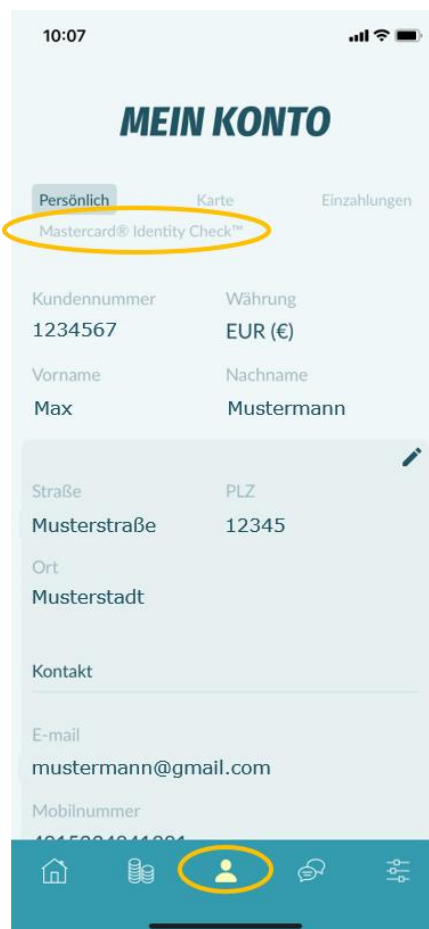 10:07
MEIN KONTO
Persönlich Karte Einzahlungen
Mastercard® Identity Check™
Kundennummer Währung
1234567 EUR (€)
Vorname Nachname
Max Mustermann
Straße PLZ
Musterstraße 12345
Ort
Musterstadt
Kontakt
E-mail
mustermann@gmail.com
Mobilnummer